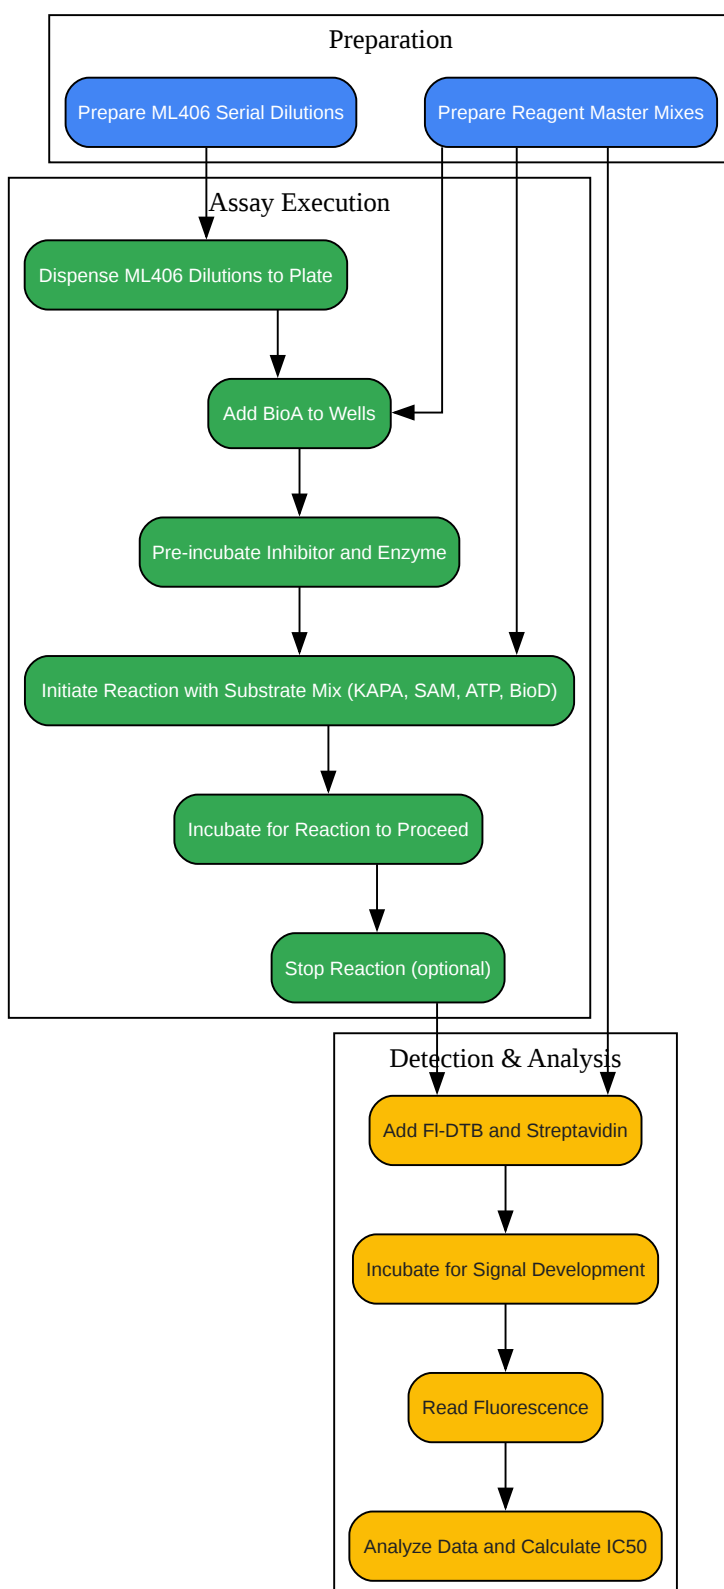 Preparation
Prepare ML406 Serial Dilutions
Prepare Reagent Master Mixes
Assay Execution
Dispense ML406 Dilutions to Plate
Add BioA to Wells
Pre-incubate Inhibitor and Enzyme
Initiate Reaction with Substrate Mix (KAPA, SAM, ATP, BioD)
Incubate for Reaction to Proceed
Stop Reaction (optional)
Detection & Analysis
Add Fl-DTB and Streptavidin
Incubate for Signal Development
Read Fluorescence
Analyze Data and Calculate IC50